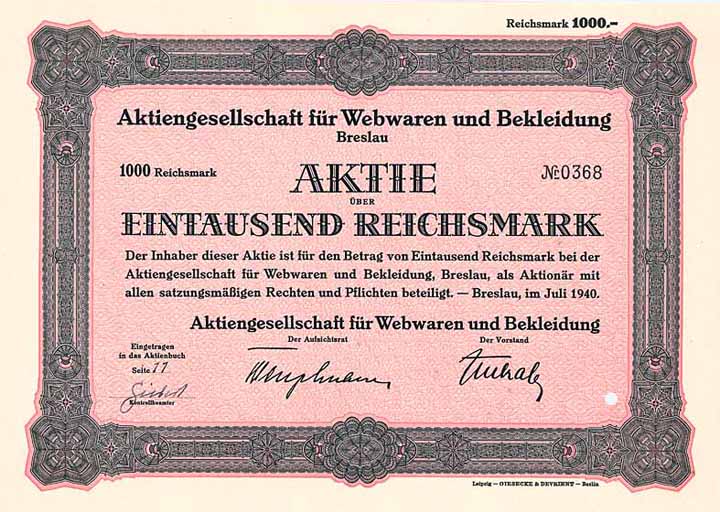 Reichsmark 1000.-
Aktiengesellschaft für Webwaren und Bekleidung
Breslau
1000 Reichsmark
AKTIE
№ 0368
ÜBER
EINTAUSEND REICHSMARK
Der Inhaber dieser Aktie ist für den Betrag von Eintausend Reichsmark bei der
Aktiengesellschaft für Webwaren und Bekleidung, Breslau, als Aktionär mit
allen satzungsmäßigen Rechten und Pflichten beteiligt. — Breslau, im Juli 1940.
Aktiengesellschaft für Webwaren und Bekleidung
Der Aufsichtsrat
Der Vorstand
Eingetragen
in das Aktienbuch
Seite 11
Kontrollbeamter
Leipzig — GIESECKE & DEVRIENT — Berlin